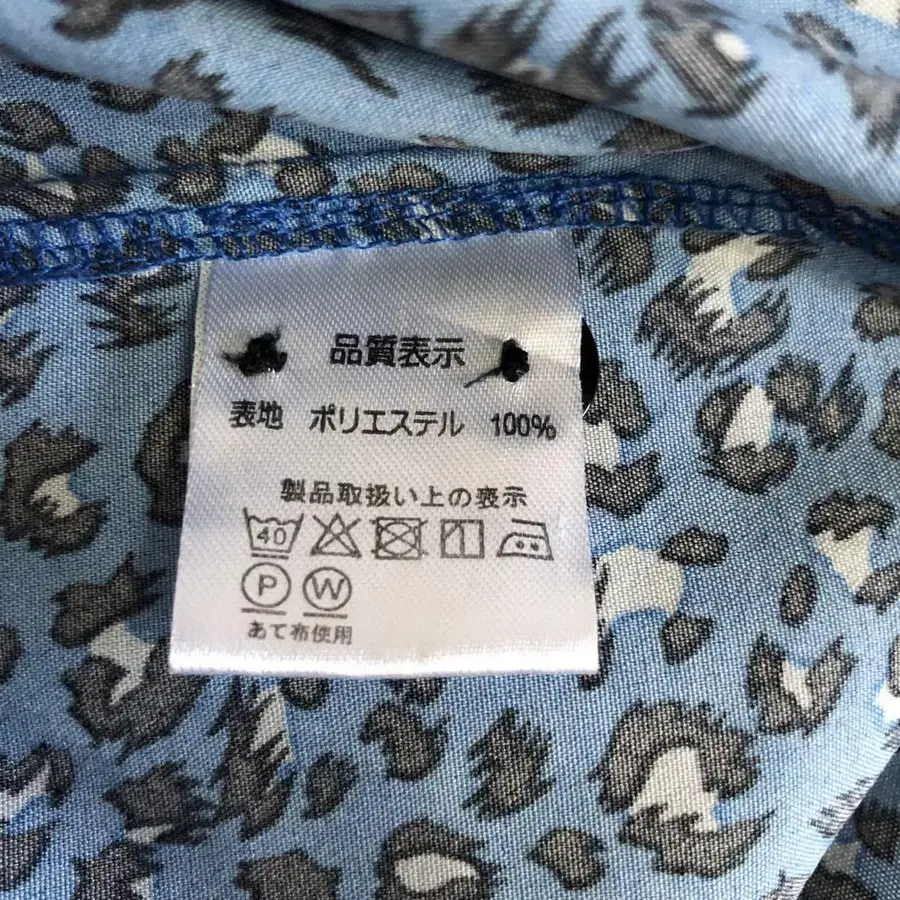 品質表示
表地 ポリエステル 100%
製品取扱い上の表示
40
P W
あて布使用